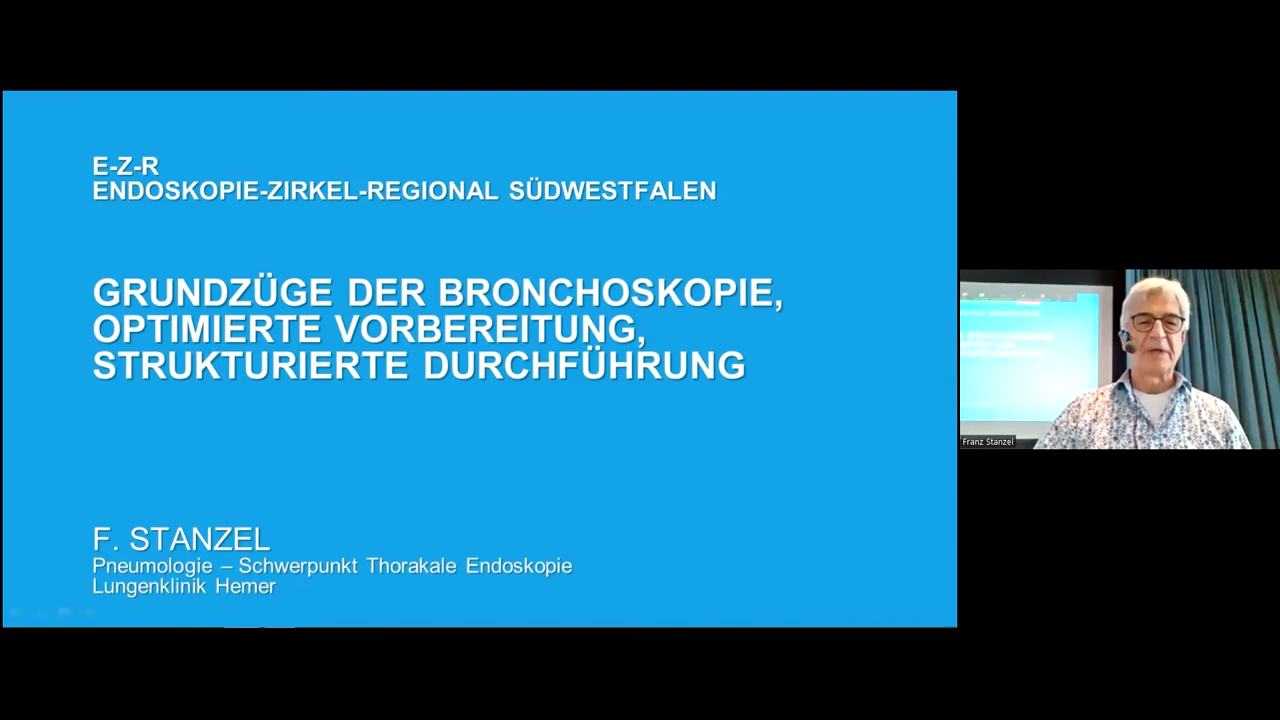 E-Z-R
ENDOSKOPIE-ZIRKEL-REGIONAL SÜDWESTFALEN
GRUNDZÜGE DER BRONCHOSKOPIE,
OPTIMIERTE VORBEREITUNG,
STRUKTURIERTE DURCHFÜHRUNG
F. STANZEL
Pneumologie – Schwerpunkt Thorakale Endoskopie
Lungenklinik Hemer
Franz Stanzel